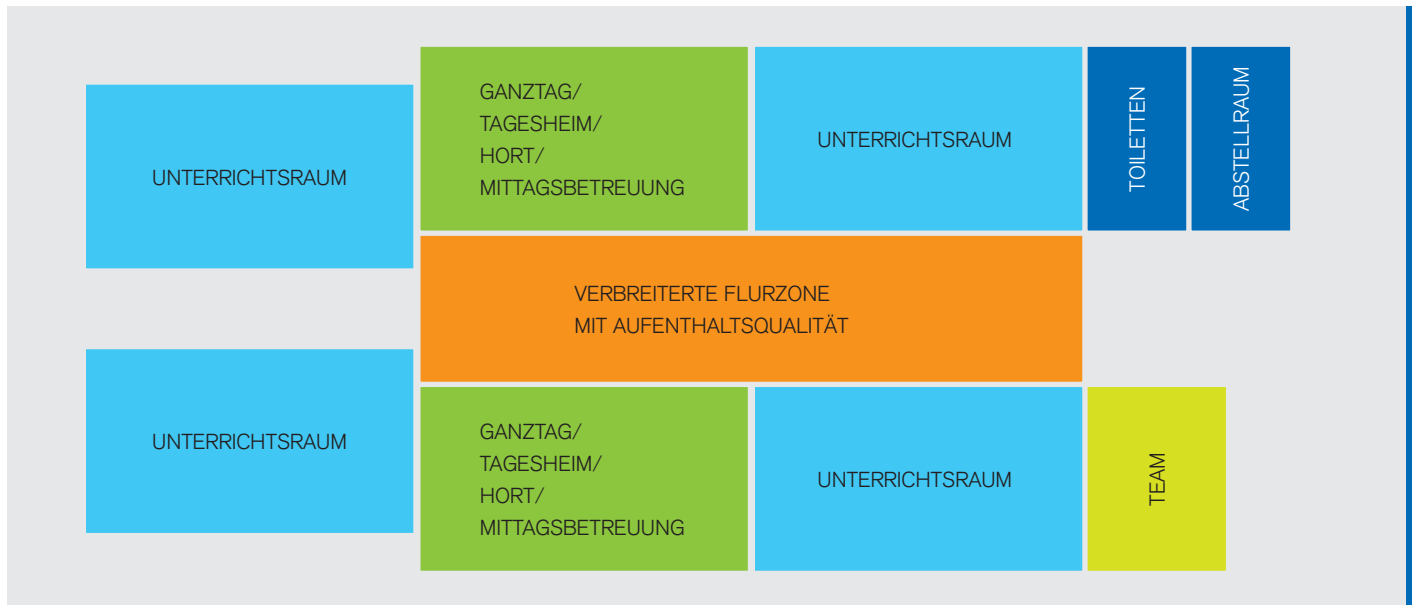 UNTERRICHTSRAUM
GANZTAG/
TAGESHEIM/
HORT/
MITTAGSBETREUUNG
UNTERRICHTSRAUM
TOILETTEN
ABSTELLRAUM
VERBREITERTE FLURZONE
MIT AUFENTHALTSQUALITÄT
UNTERRICHTSRAUM
GANZTAG/
TAGESHEIM/
HORT/
MITTAGSBETREUUNG
UNTERRICHTSRAUM
TEAM